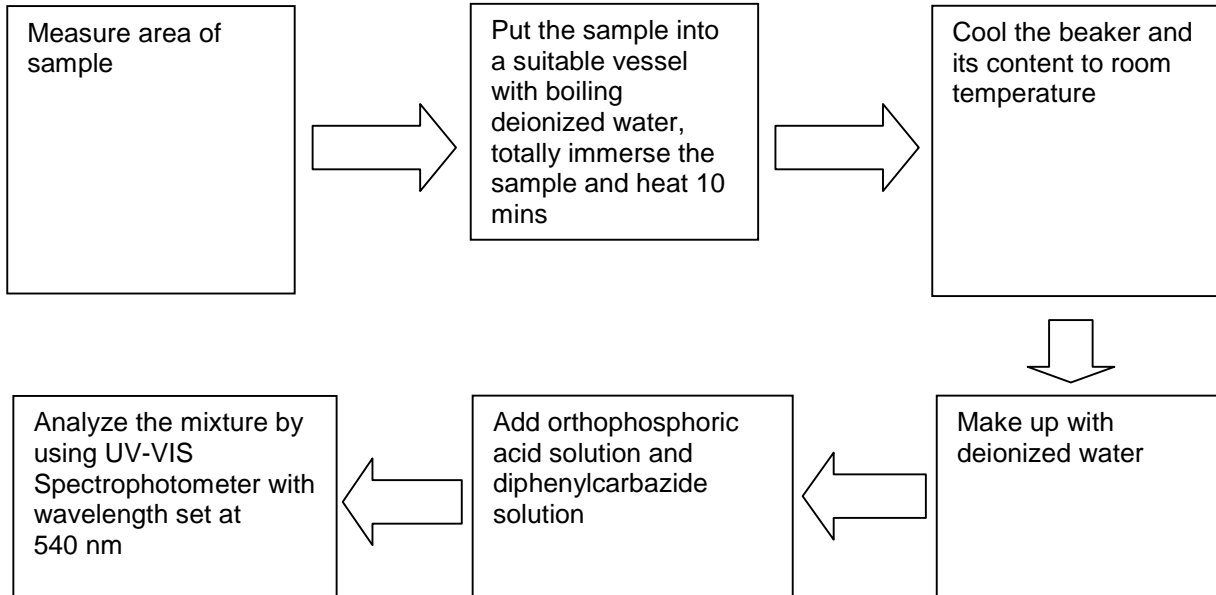 Measure area of
sample
Put the sample into
a suitable vessel
with boiling
deionized water,
totally immerse the
sample and heat 10
mins
Cool the beaker and
its content to room
temperature
Make up with
deionized water
Add orthophosphoric
acid solution and
diphenylcarbazide
solution
Analyze the mixture by
using UV-VIS
Spectrophotometer with
wavelength set at
540 nm